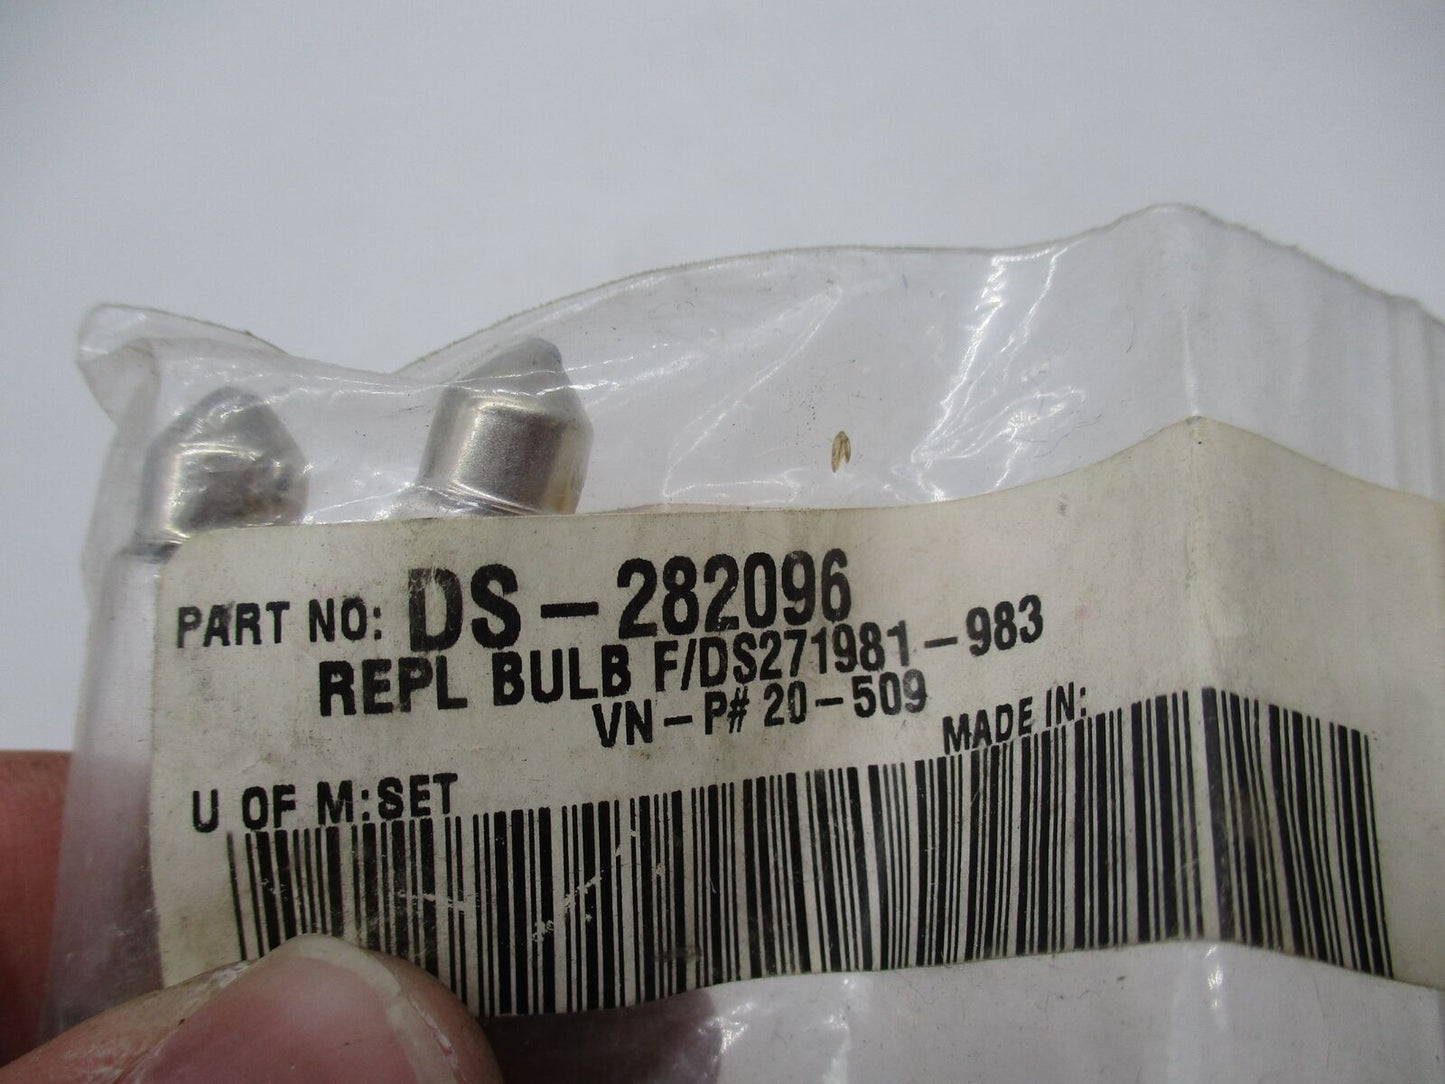 PART NO: DS-282096
REPL BULB F/DS271981-983
VN-P# 20-509
MADE IN:
U OF M:SET